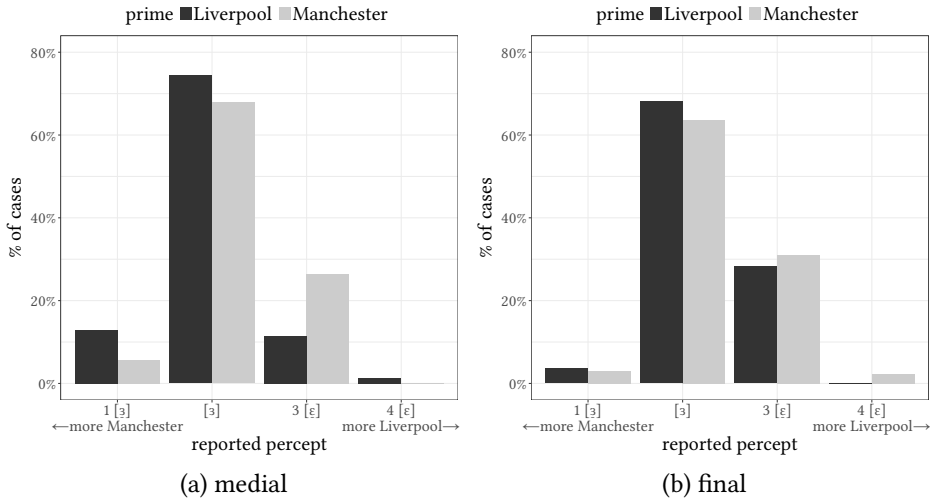 prime Liverpool Manchester
80%
60%
40%
20%
0%
% of cases
1 [ɜ̠] [ɜ] 3 [ɛ̝] 4 [ɛ]
←more Manchester more Liverpool→
reported percept
(a) medial
prime Liverpool Manchester
80%
60%
40%
20%
0%
% of cases
1 [ɜ̠] [ɜ] 3 [ɛ̝] 4 [ɛ]
←more Manchester more Liverpool→
reported percept
(b) final